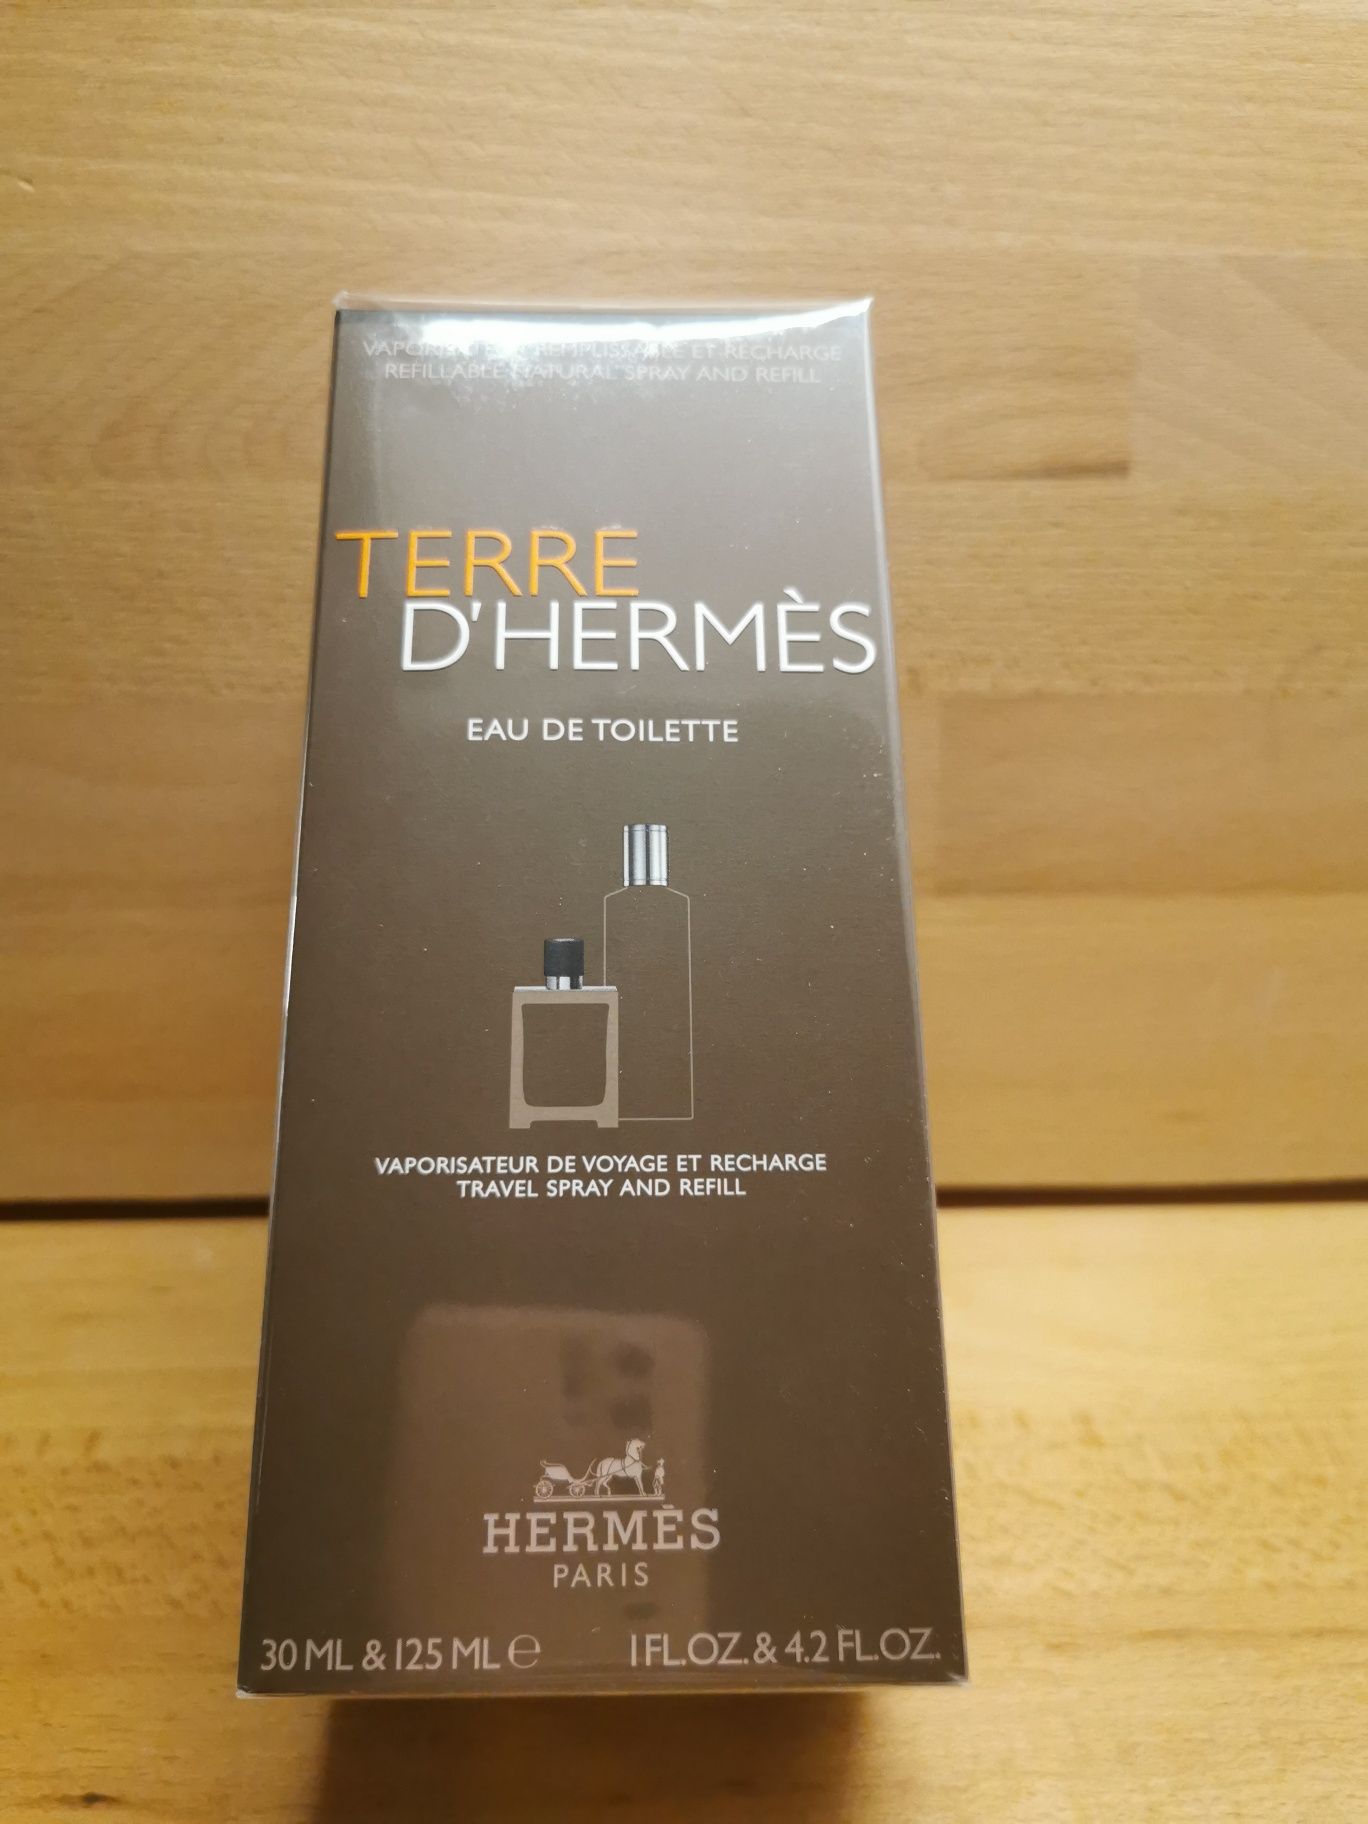 VAPORISATEUR REMPLISSABLE ET RECHARGE
REFILLABLE NATURAL SPRAY AND REFILL
TERRE
D'HERMÈS
EAU DE TOILETTE
VAPORISATEUR DE VOYAGE ET RECHARGE
TRAVEL SPRAY AND REFILL
HERMÈS
PARIS
30 ML & 125 ML ℮ 1 FL.OZ. & 4.2 FL.OZ.